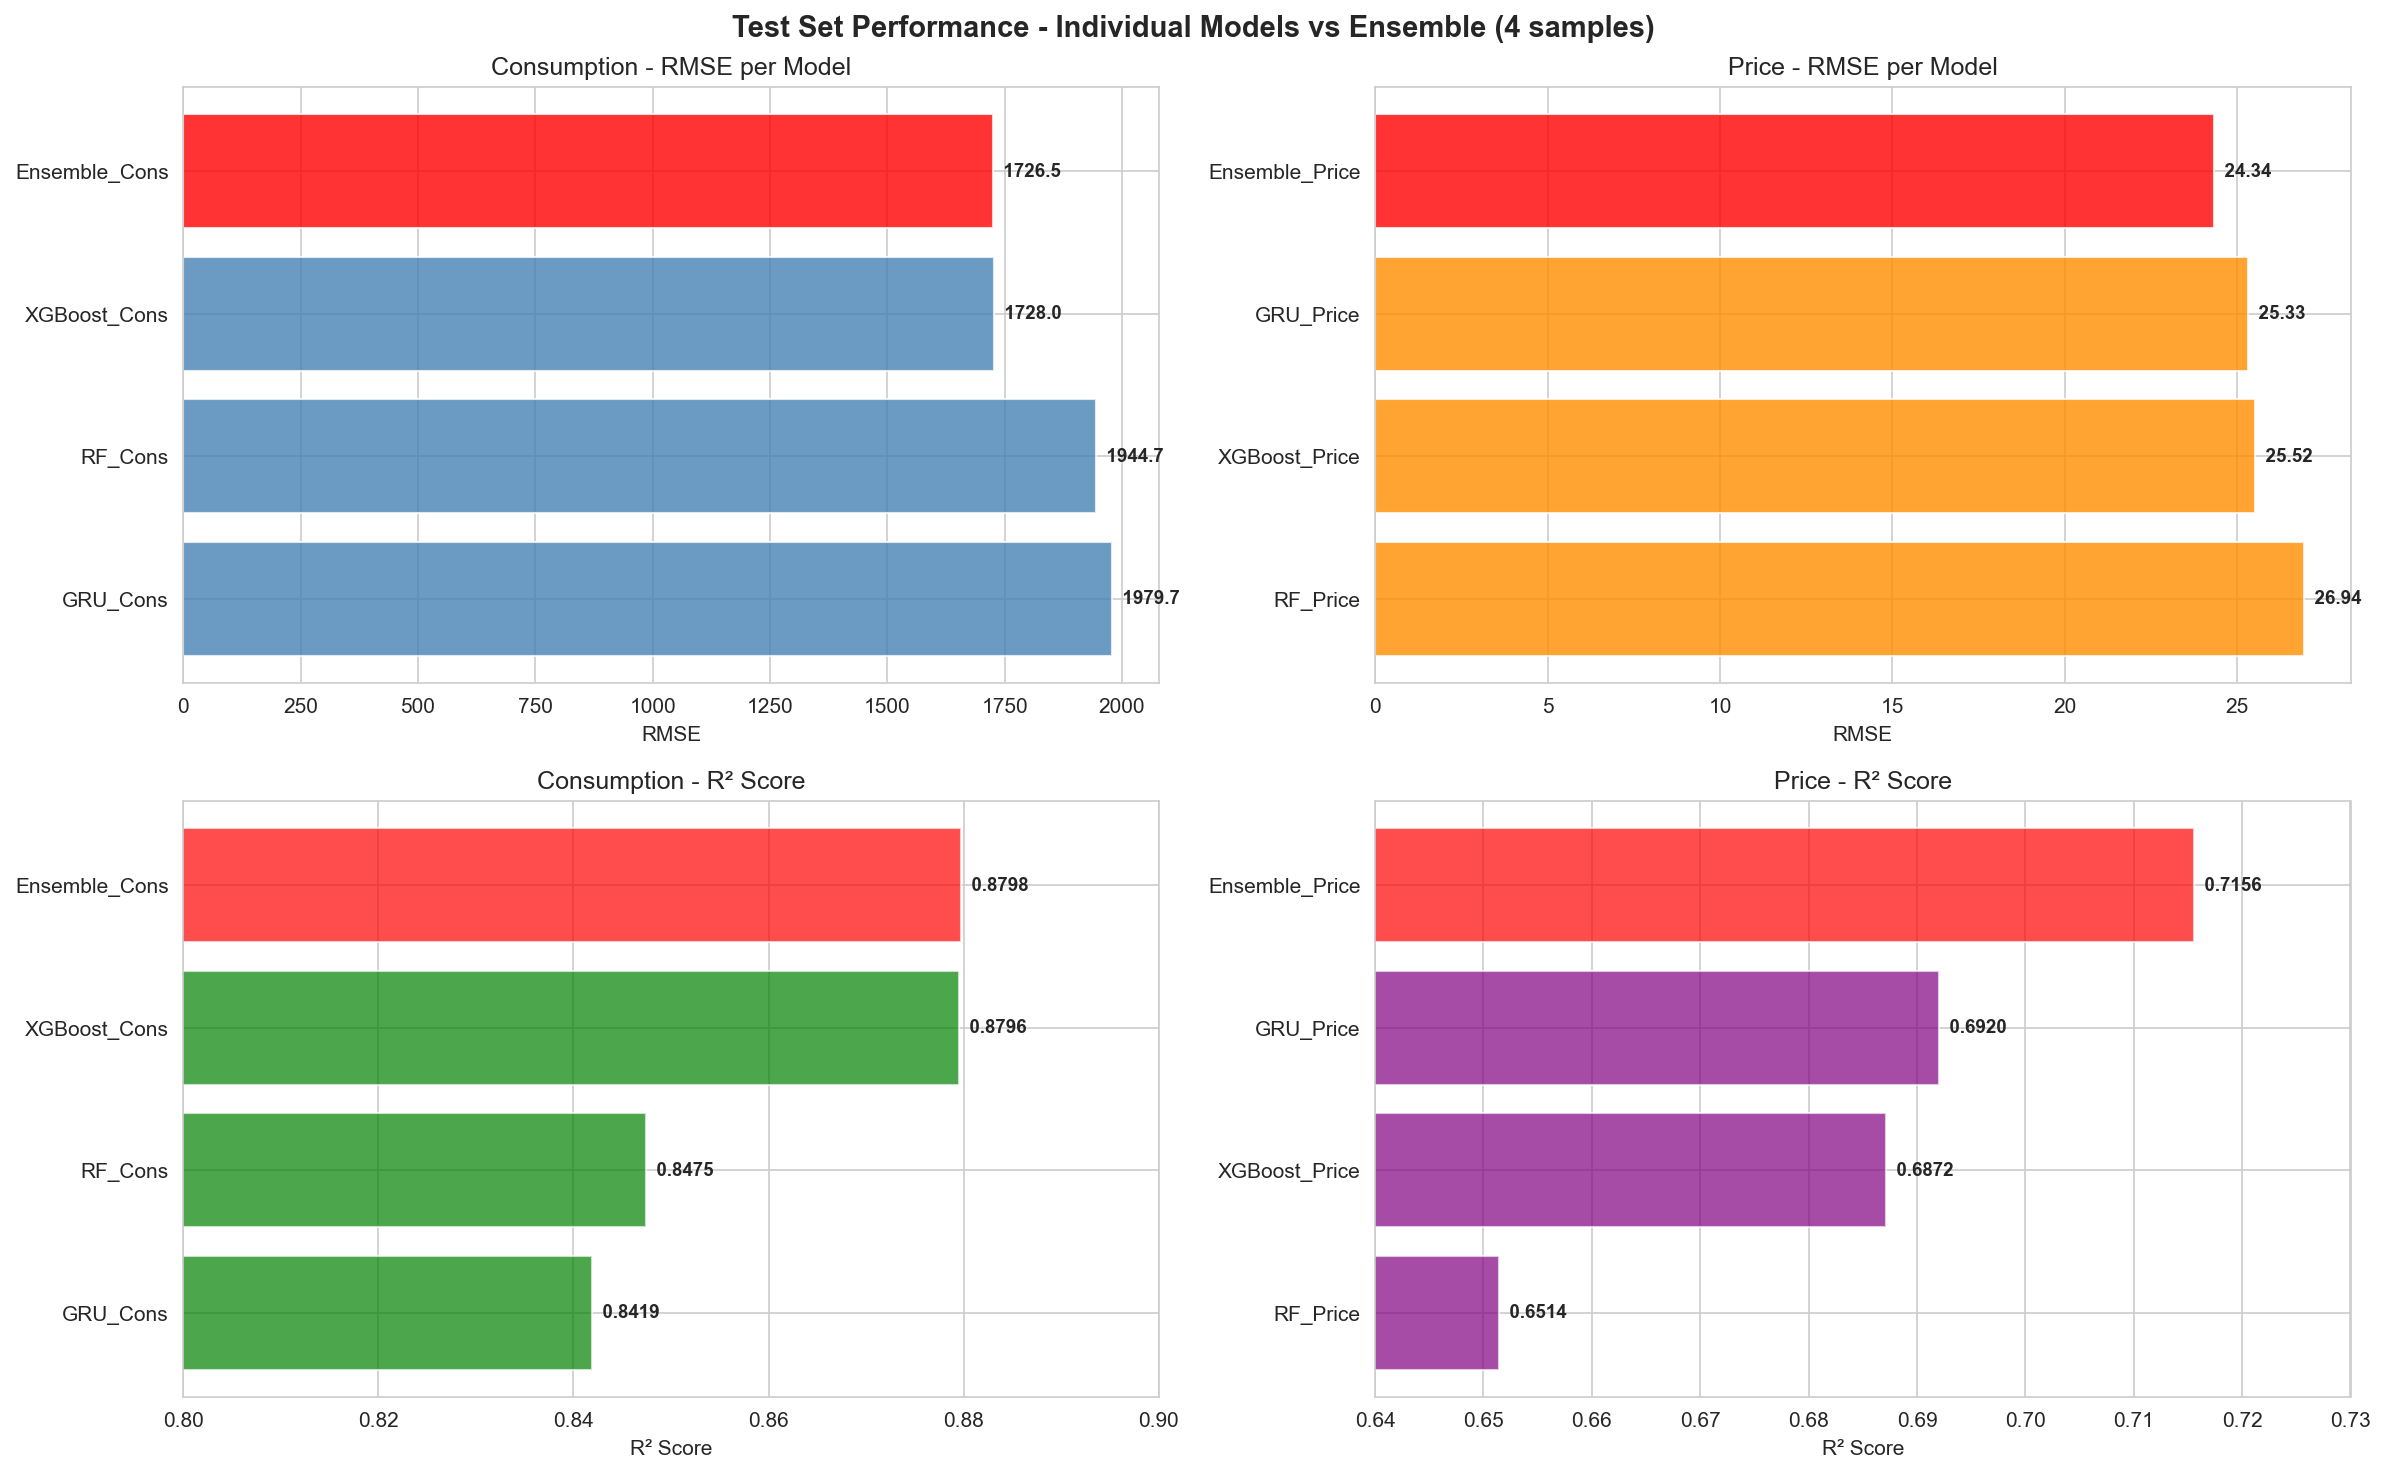 Test Set Performance - Individual Models vs Ensemble (4 samples)
Consumption - RMSE per Model
Ensemble_Cons
1726.5
XGBoost_Cons
1728.0
RF_Cons
1944.7
GRU_Cons
1979.7
0 250 500 750 1000 1250 1500 1750 2000
RMSE
Price - RMSE per Model
Ensemble_Price
24.34
GRU_Price
25.33
XGBoost_Price
25.52
RF_Price
26.94
0 5 10 15 20 25
RMSE
Consumption - R² Score
Ensemble_Cons
0.8798
XGBoost_Cons
0.8796
RF_Cons
0.8475
GRU_Cons
0.8419
0.80 0.82 0.84 0.86 0.88 0.90
R² Score
Price - R² Score
Ensemble_Price
0.7156
GRU_Price
0.6920
XGBoost_Price
0.6872
RF_Price
0.6514
0.64 0.65 0.66 0.67 0.68 0.69 0.70 0.71 0.72 0.73
R² Score